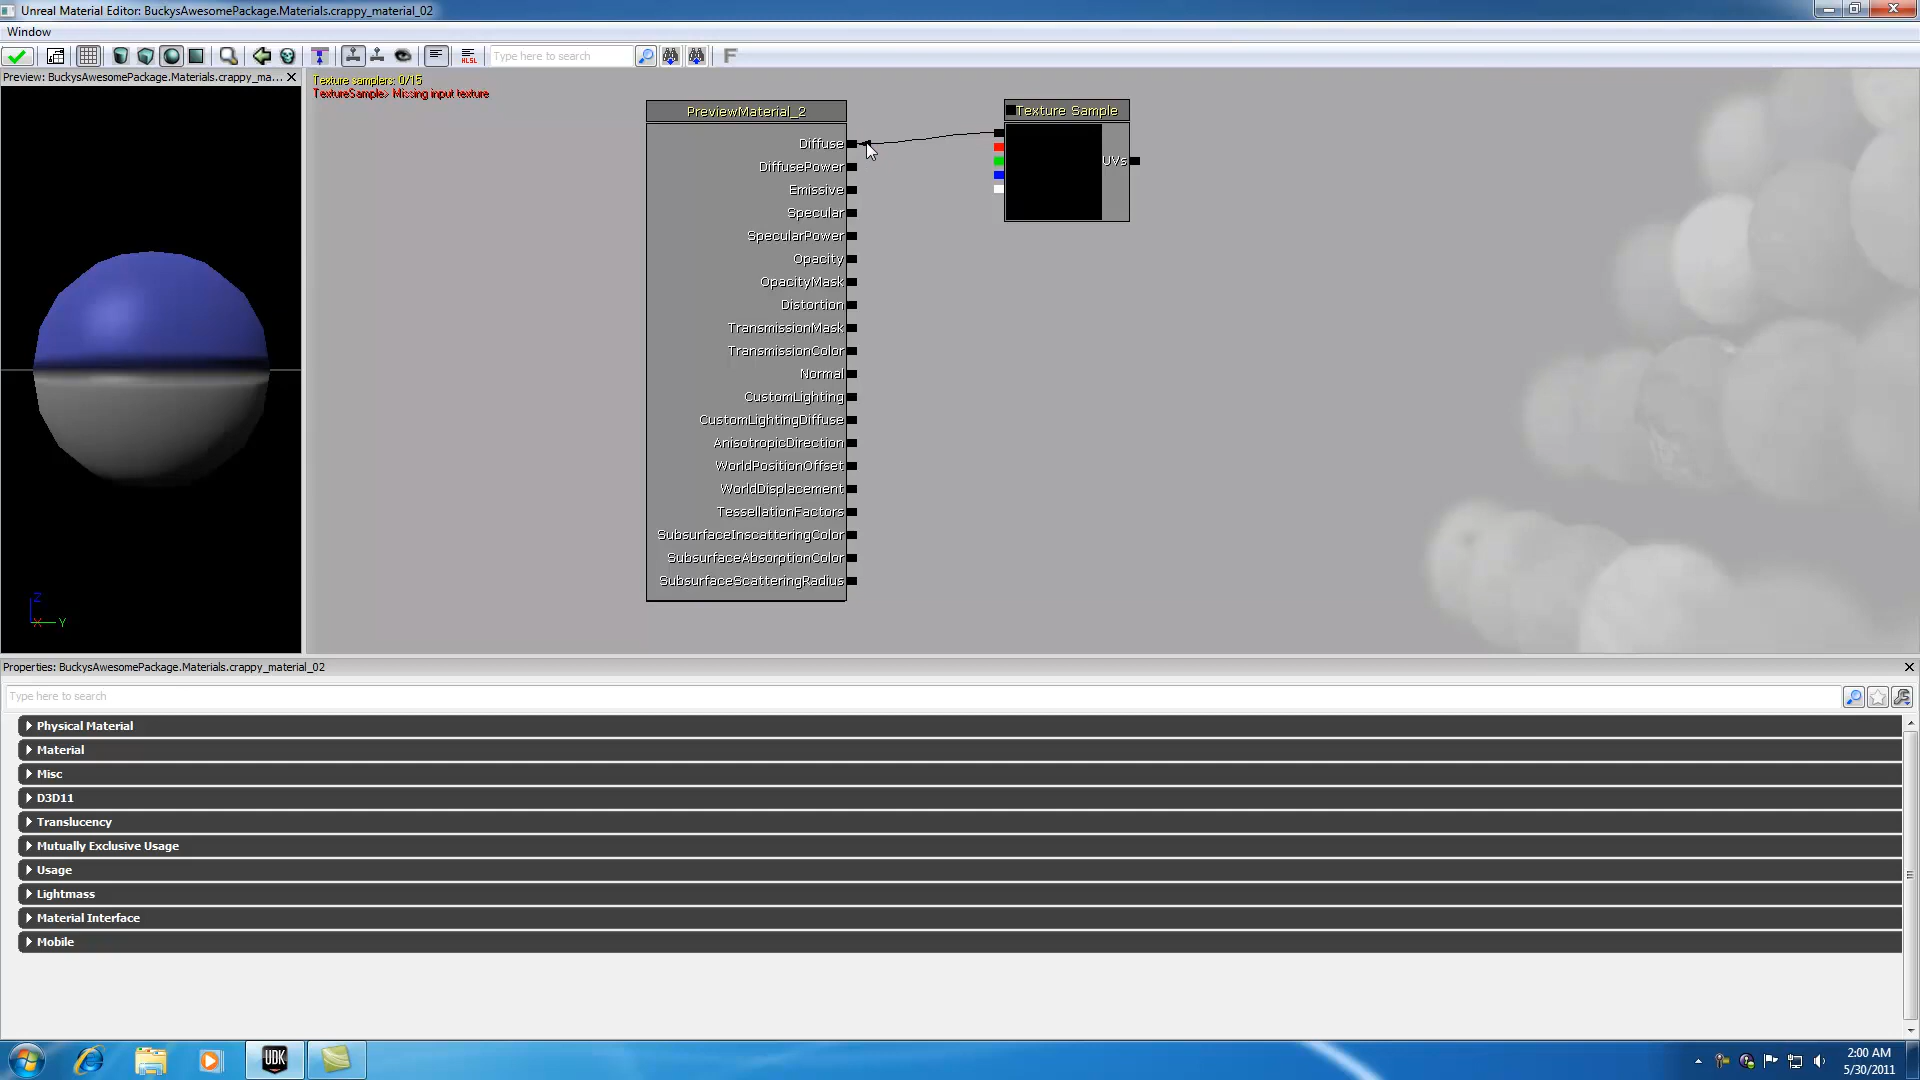 Unreal Material Editor: BuckysAwesomePackage.Materials.crappy_material_02
Window
HLSL
Type here to search
F
Preview: BuckysAwesomePackage.Materials.crappy_ma...
Texture samplers: 0/15
TextureSample> Missing input texture
PreviewMaterial_2
Diffuse
DiffusePower
Emissive
Specular
SpecularPower
Opacity
OpacityMask
Distortion
TransmissionMask
TransmissionColor
Normal
CustomLighting
CustomLightingDiffuse
AnisotropicDirection
WorldPositionOffset
WorldDisplacement
TessellationFactors
SubsurfaceInscatteringColor
SubsurfaceAbsorptionColor
SubsurfaceScatteringRadius
Texture Sample
UVs
Z
X Y
Properties: BuckysAwesomePackage.Materials.crappy_material_02
Type here to search
Physical Material
Material
Misc
D3D11
Translucency
Mutually Exclusive Usage
Usage
Lightmass
Material Interface
Mobile
UDK
2:00 AM
5/30/2011